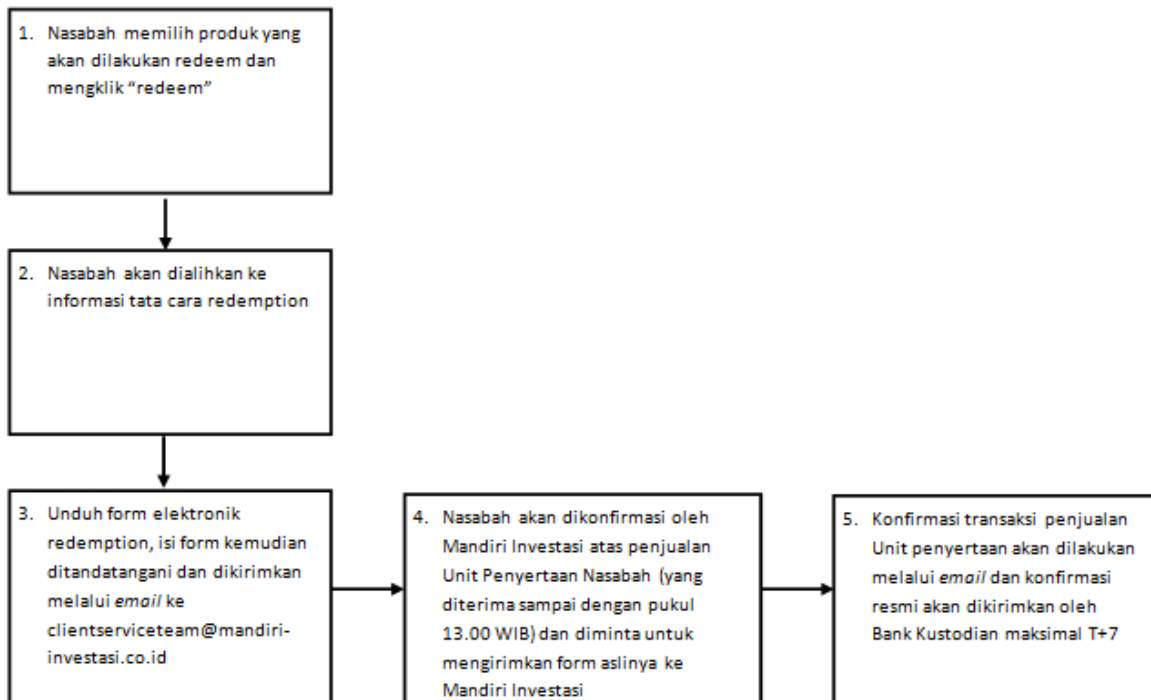 1. Nasabah memilih produk yang
akan dilakukan redeem dan
mengklik “redeem”
2. Nasabah akan dialihkan ke
informasi tata cara redemption
3. Unduh form elektronik
redemption, isi form kemudian
ditandatangani dan dikirimkan
melalui email ke
clientserviceteam@mandiri-
investasi.co.id
4. Nasabah akan dikonfirmasi oleh
Mandiri Investasi atas penjualan
Unit Penyertaan Nasabah (yang
diterima sampai dengan pukul
13.00 WIB) dan diminta untuk
mengirimkan form aslinya ke
Mandiri Investasi
5. Konfirmasi transaksi penjualan
Unit penyertaan akan dilakukan
melalui email dan konfirmasi
resmi akan dikirimkan oleh
Bank Kustodian maksimal T+7